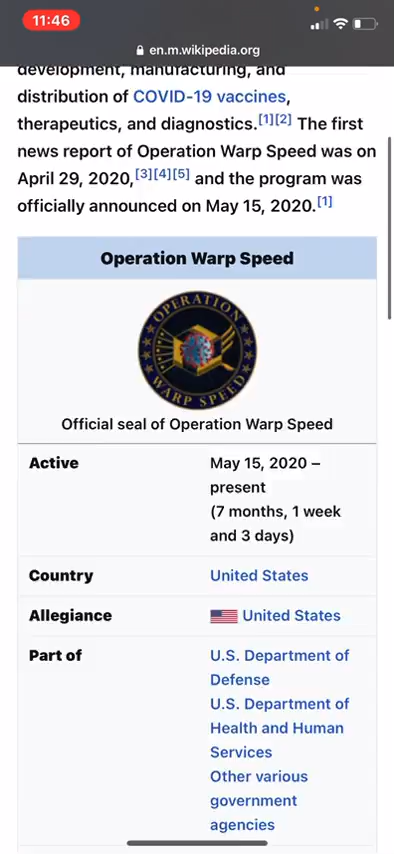 11:46
en.m.wikipedia.org
development, manufacturing, and
distribution of COVID-19 vaccines,
therapeutics, and diagnostics.[1][2] The first
news report of Operation Warp Speed was on
April 29, 2020,[3][4][5] and the program was
officially announced on May 15, 2020.[1]
Operation Warp Speed
OPERATION
WARP SPEED
Official seal of Operation Warp Speed
Active May 15, 2020 –
present
(7 months, 1 week
and 3 days)
Country United States
Allegiance United States
Part of U.S. Department of
Defense
U.S. Department of
Health and Human
Services
Other various
government
agencies